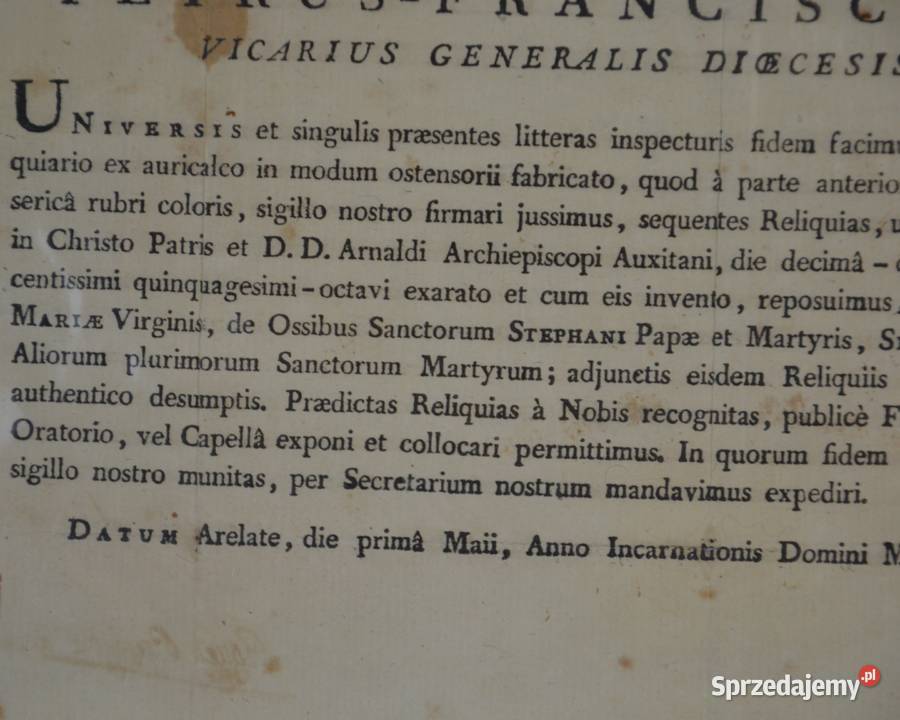 PETRUS-FRANCISC
VICARIUS GENERALIS DIŒCESIS
UNIVERSIS et singulis præsentes litteras inspecturis fidem facimu
quiario ex auricalco in modum ostensorii fabricato, quod à parte anterio
sericâ rubri coloris, sigillo nostro firmari jussimus, sequentes Reliquias, u
in Christo Patris et D. D. Arnaldi Archiepiscopi Auxitani, die decimâ -
centissimi quinquagesimi-octavi exarato et cum eis invento, reposuimus,
MARIÆ Virginis, de Ossibus Sanctorum STEPHANI Papæ et Martyris, S
Aliorum plurimorum Sanctorum Martyrum; adjunctis eisdem Reliquiis
authentico desumptis. Prædictas Reliquias à Nobis recognitas, publicè F
Oratorio, vel Capellâ exponi et collocari permittimus. In quorum fidem
sigillo nostro munitas, per Secretarium nostrum mandavimus expediri.
DATUM Arelate, die primâ Maii, Anno Incarnationis Domini M
Sprzedajemy.pl